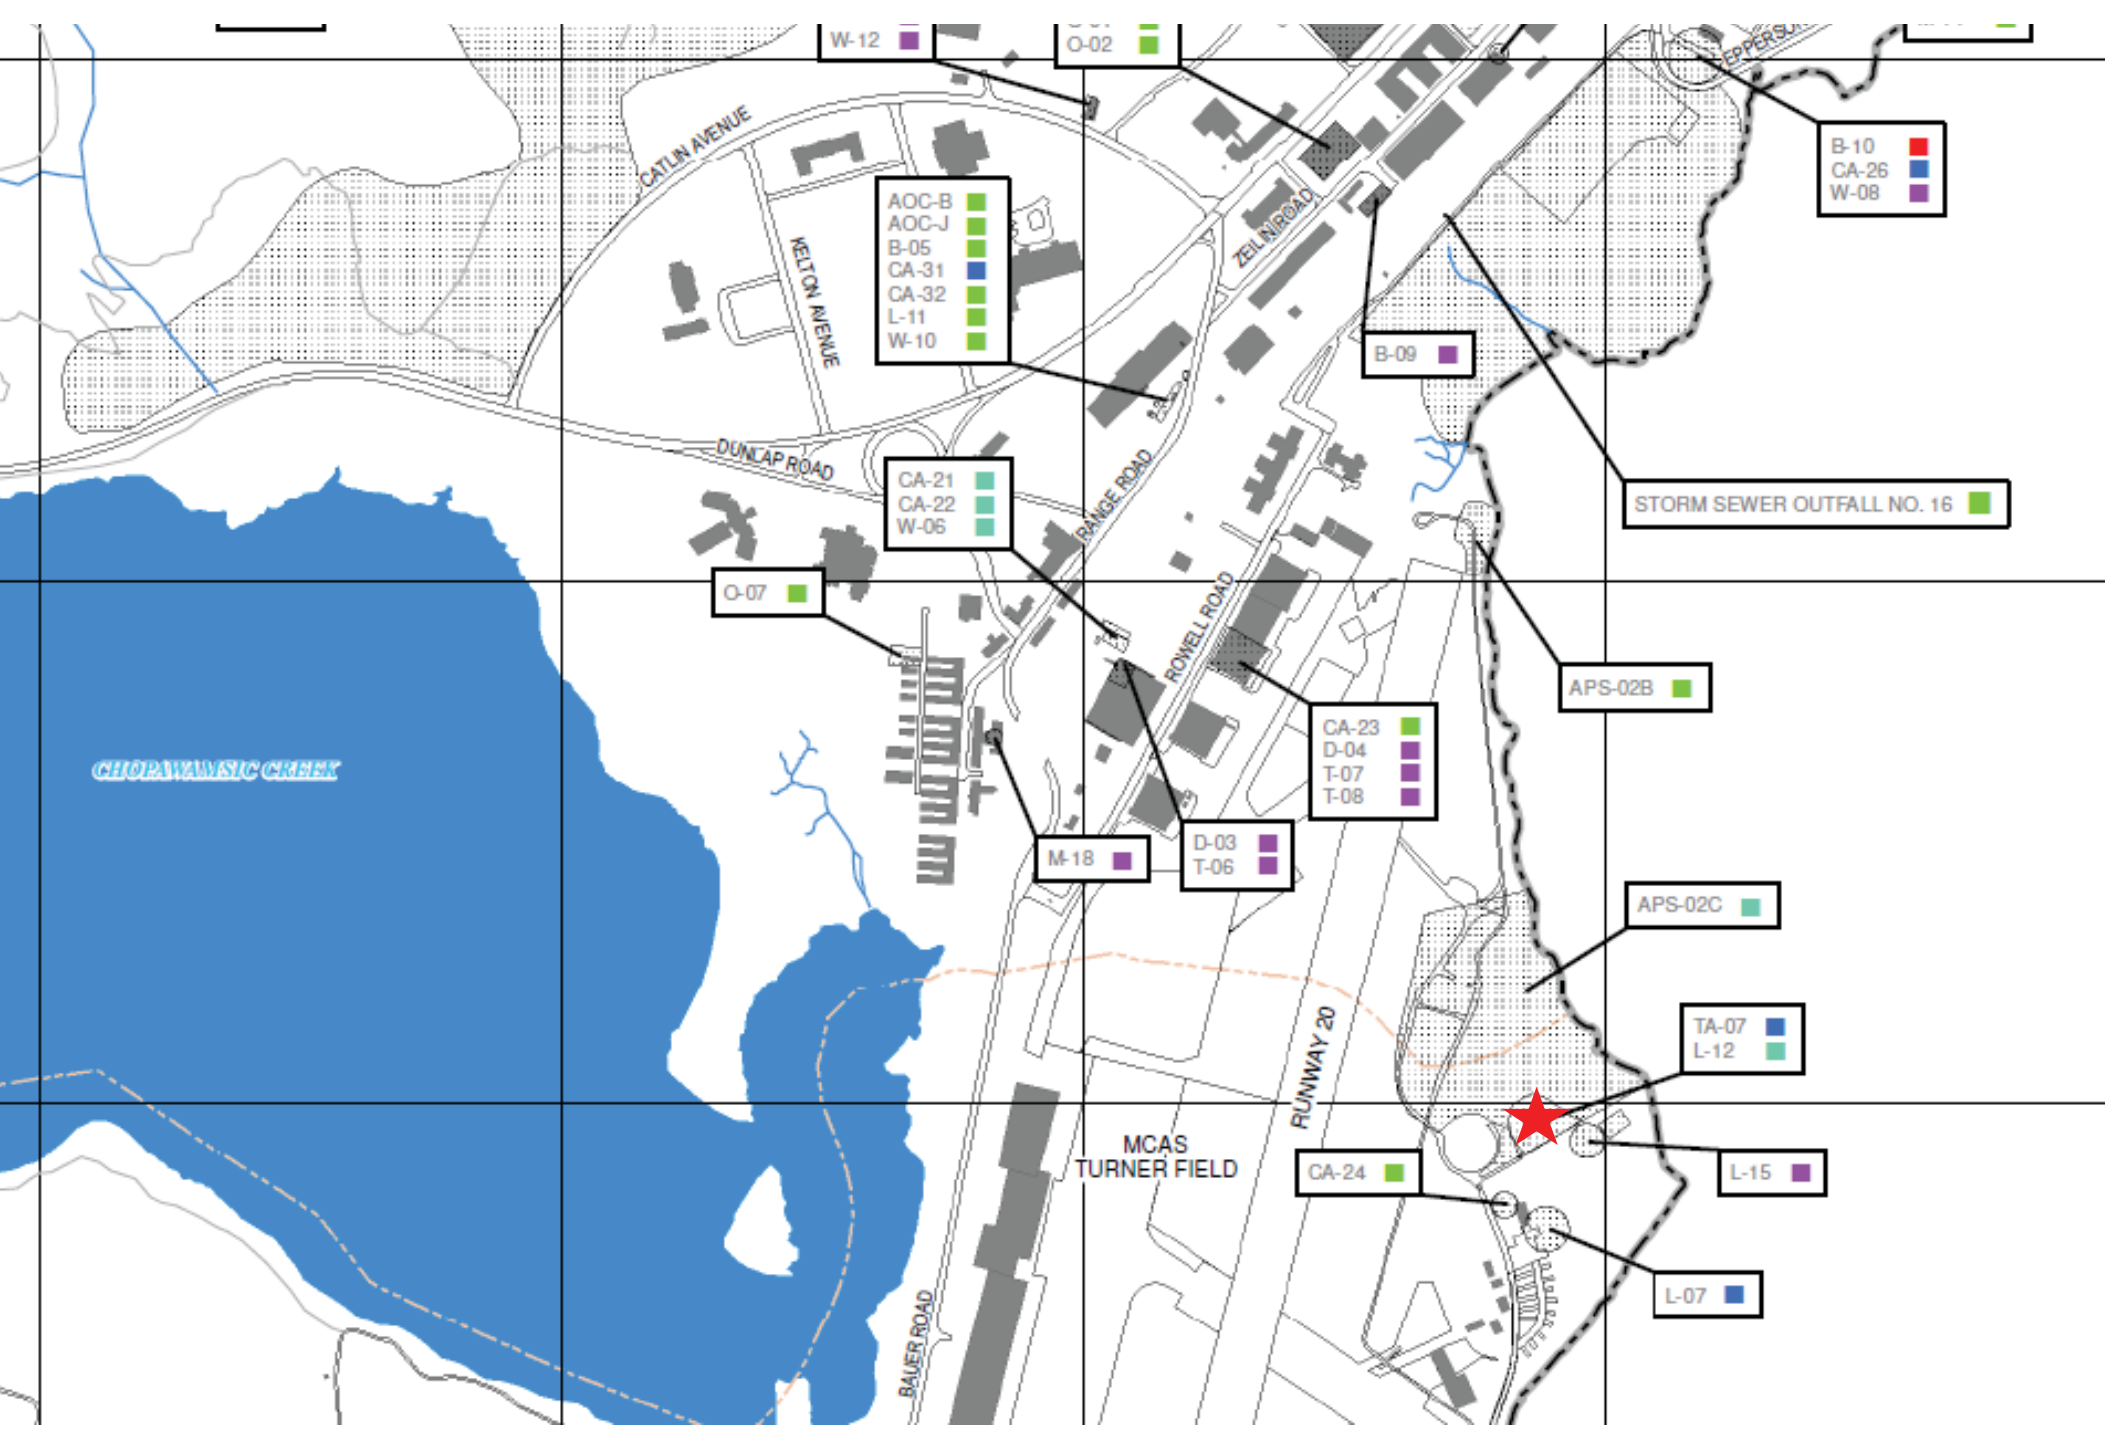 W-12
O-02
EPPERSON
CATLIN AVENUE
B-10
CA-26
W-08
AOC-B
AOC-J
B-05
CA-31
CA-32
L-11
W-10
KELTON AVENUE
ZEILIN ROAD
B-09
DUNLAP ROAD
CA-21
CA-22
W-06
RANGE ROAD
STORM SEWER OUTFALL NO. 16
O-07
ROWELL ROAD
APS-02B
CHOPAWAMSIC CREEK
CA-23
D-04
T-07
T-08
M-18
D-03
T-06
APS-02C
TA-07
L-12
RUNWAY 20
MCAS
TURNER FIELD
CA-24
L-15
L-07
BAUER ROAD